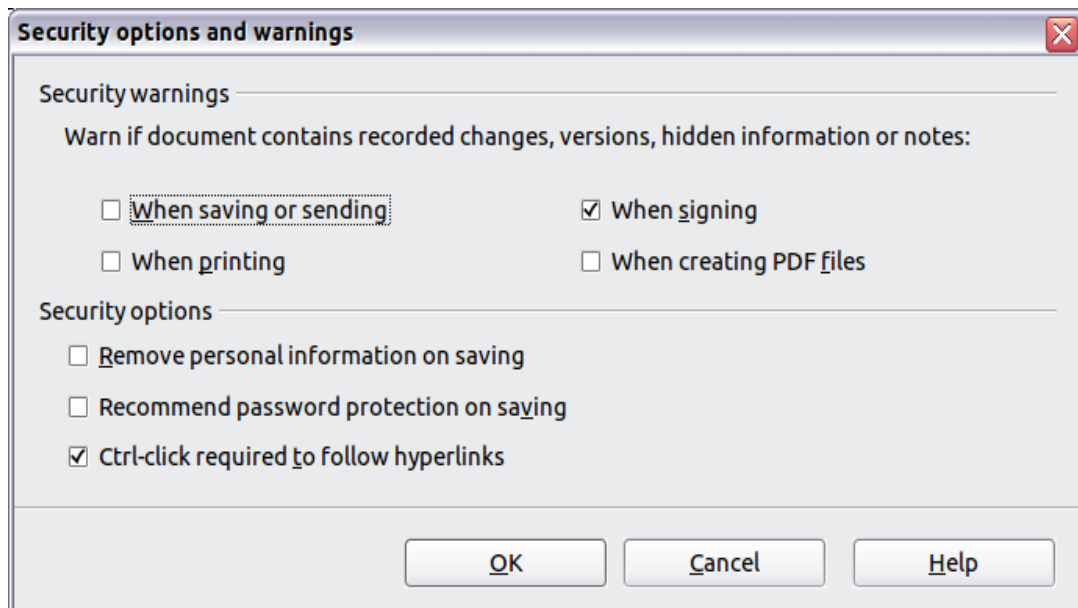 Security options and warnings
Security warnings
Warn if document contains recorded changes, versions, hidden information or notes:
When saving or sending
When signing
When printing
When creating PDF files
Security options
Remove personal information on saving
Recommend password protection on saving
Ctrl-click required to follow hyperlinks
OK
Cancel
Help